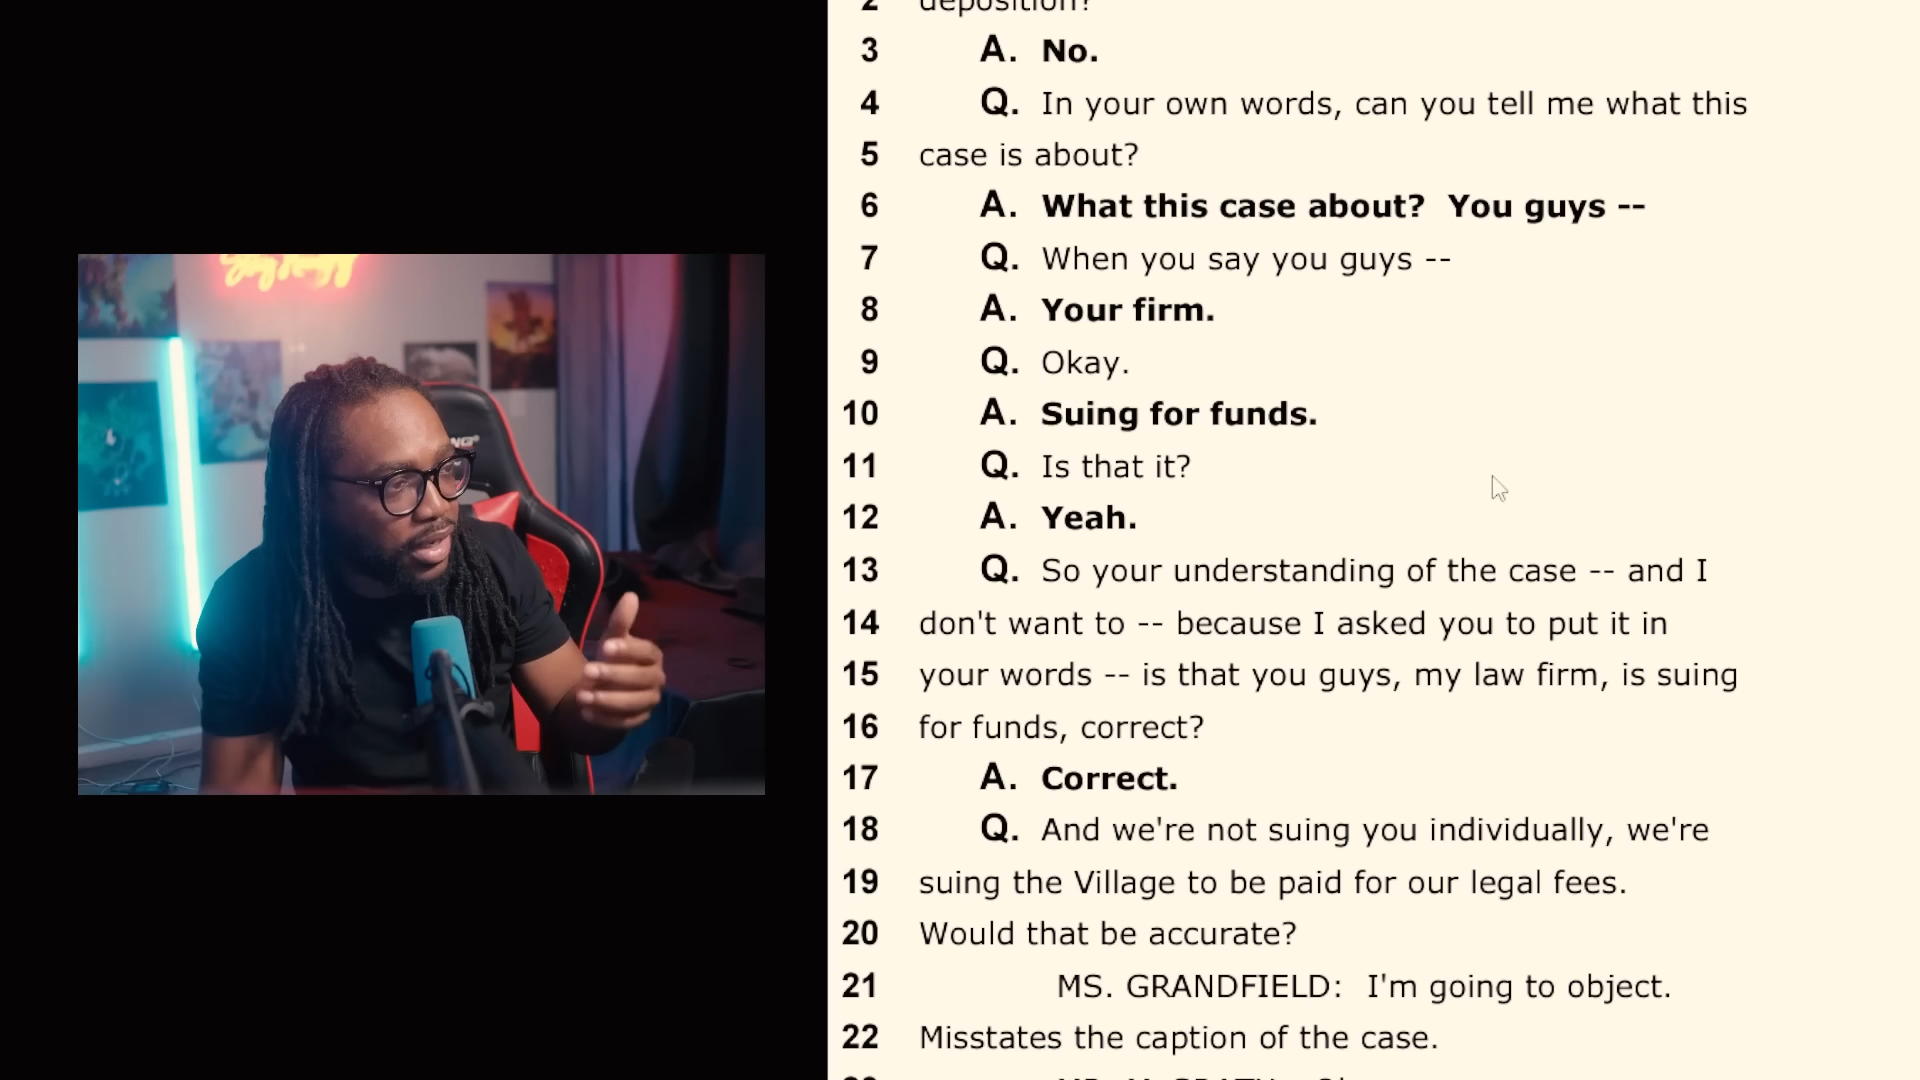 2 deposition?
3 A. No.
4 Q. In your own words, can you tell me what this
5 case is about?
6 A. What this case about? You guys --
7 Q. When you say you guys --
8 A. Your firm.
9 Q. Okay.
10 A. Suing for funds.
11 Q. Is that it?
12 A. Yeah.
13 Q. So your understanding of the case -- and I
14 don't want to -- because I asked you to put it in
15 your words -- is that you guys, my law firm, is suing
16 for funds, correct?
17 A. Correct.
18 Q. And we're not suing you individually, we're
19 suing the Village to be paid for our legal fees.
20 Would that be accurate?
21 MS. GRANDFIELD: I'm going to object.
22 Misstates the caption of the case.